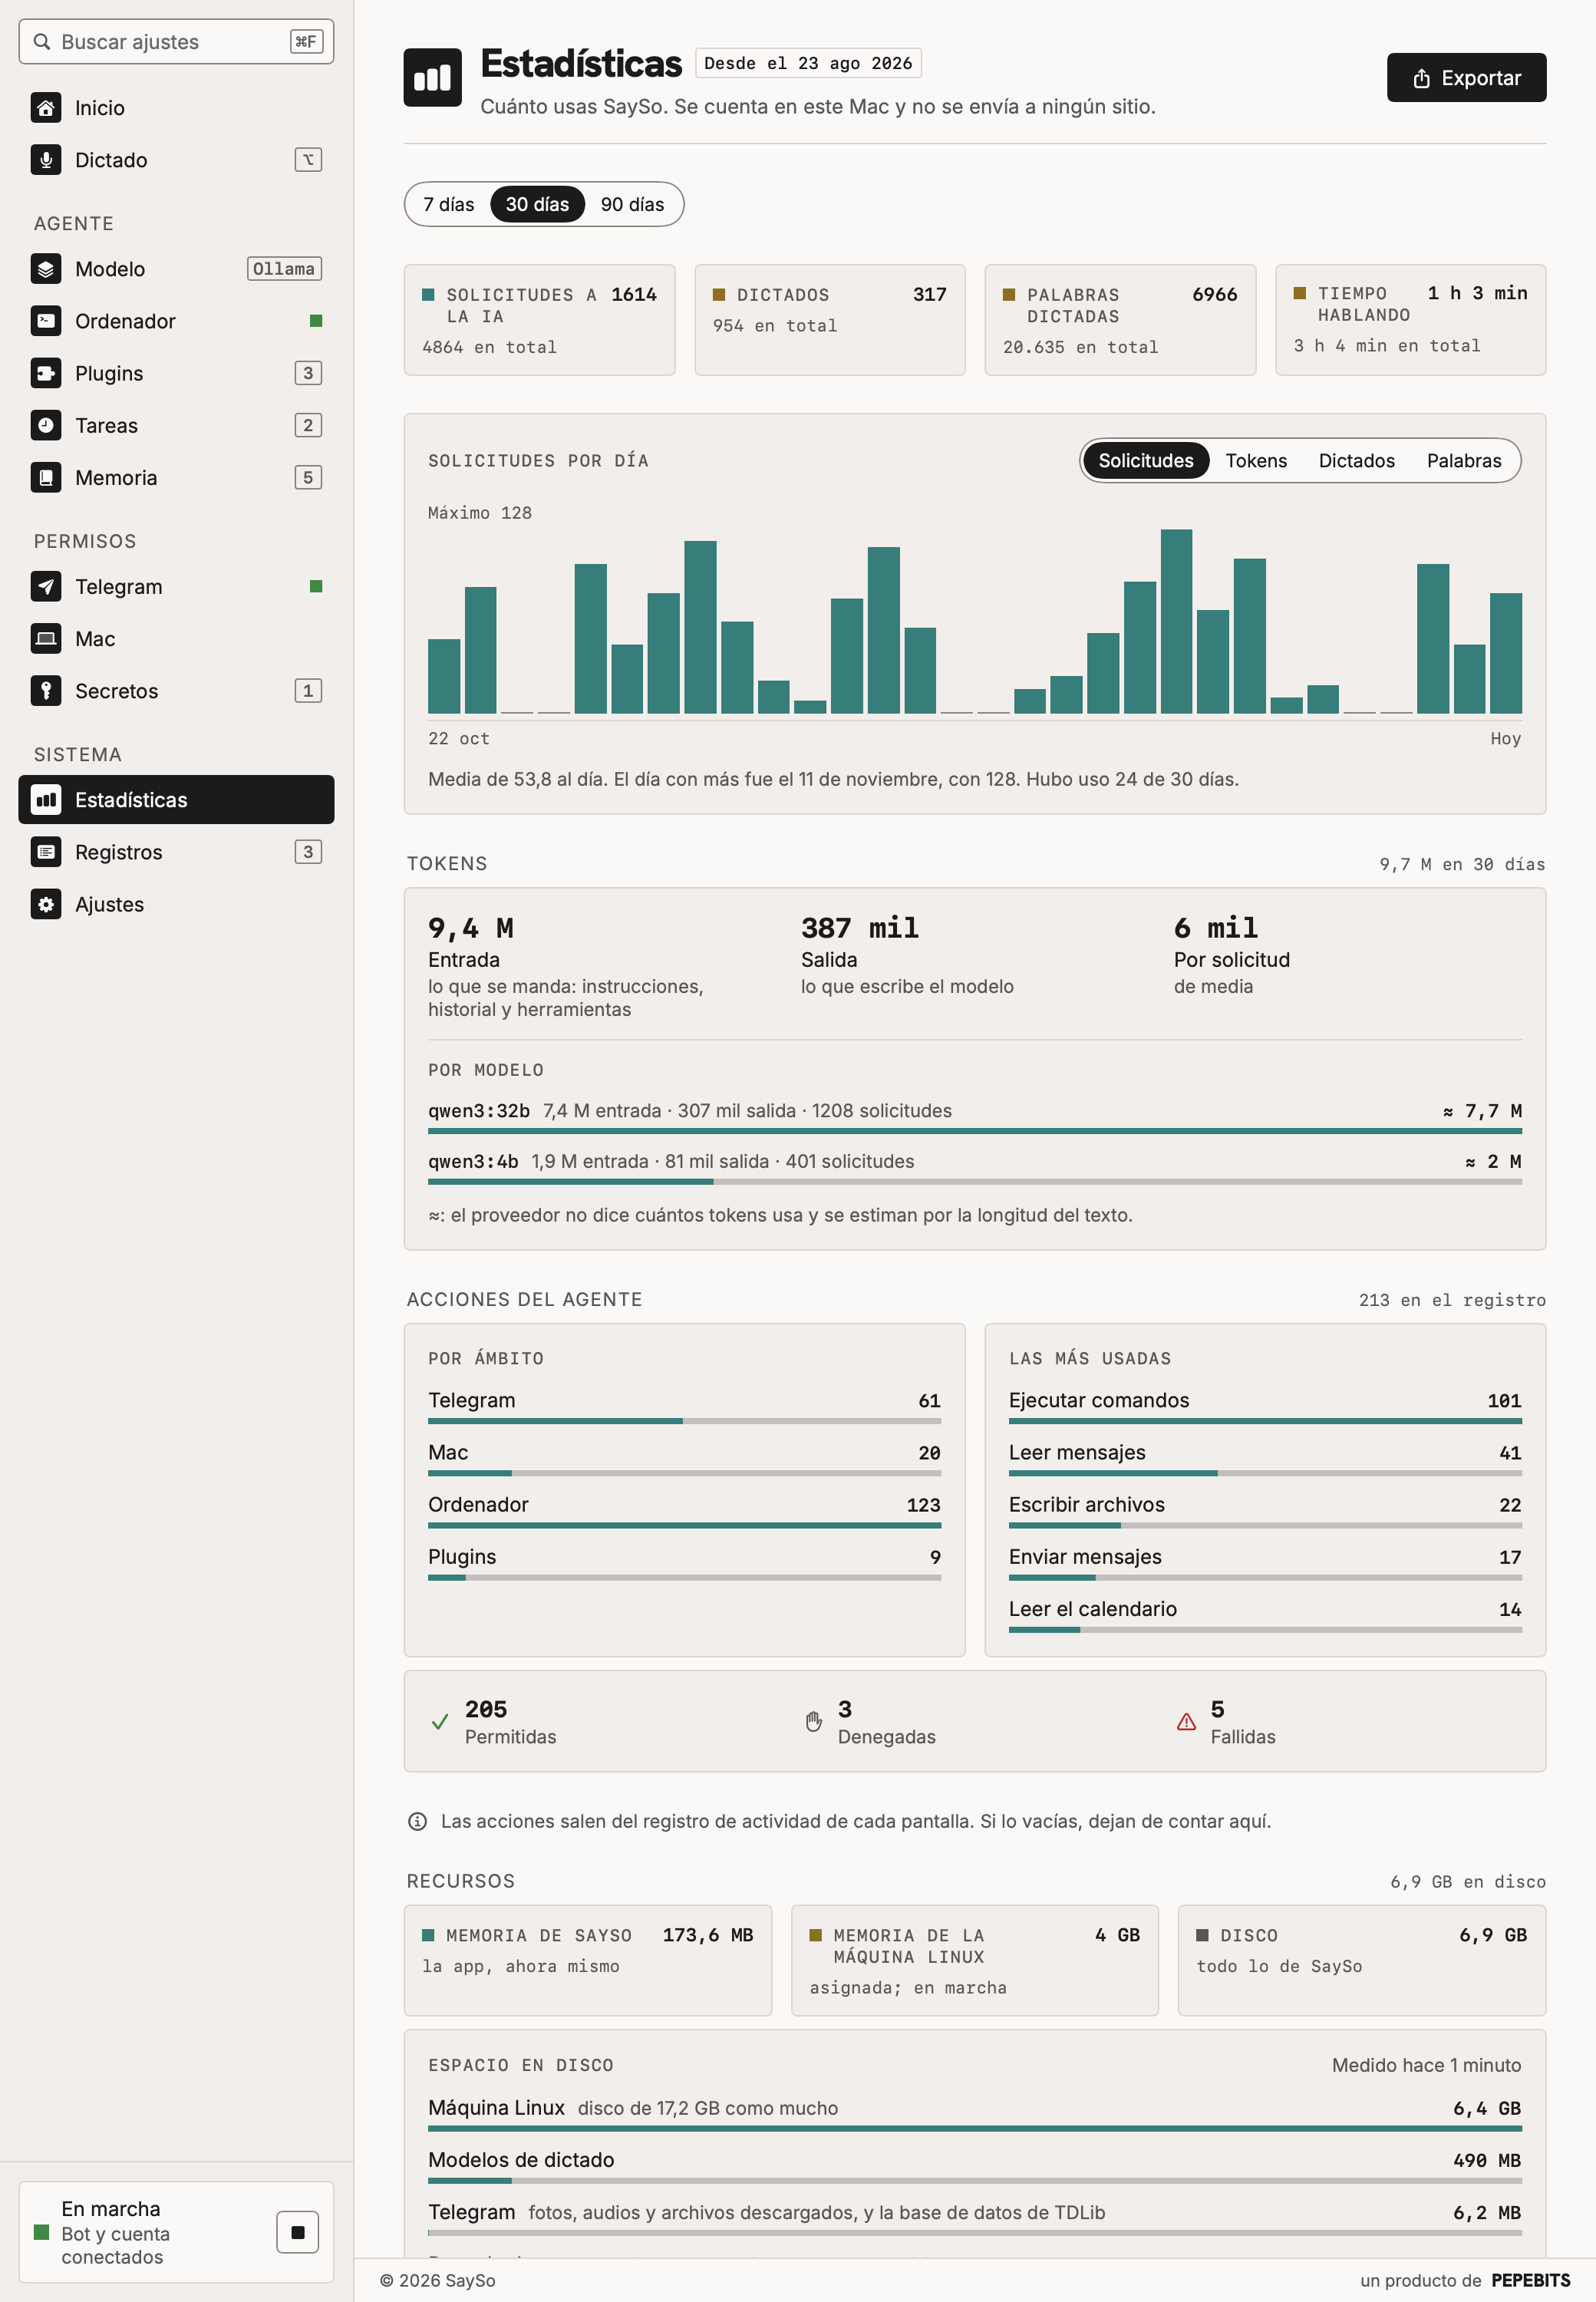 Buscar ajustes ⌘F
Inicio
Dictado ⌥
AGENTE
Modelo Ollama
Ordenador
Plugins 3
Tareas 2
Memoria 5
PERMISOS
Telegram
Mac
Secretos 1
SISTEMA
Estadísticas
Registros 3
Ajustes
En marcha
Bot y cuenta
conectados
Estadísticas Desde el 23 ago 2026
Cuánto usas SaySo. Se cuenta en este Mac y no se envía a ningún sitio.
Exportar
7 días 30 días 90 días
SOLICITUDES A 1614
LA IA
4864 en total
DICTADOS 317
954 en total
PALABRAS 6966
DICTADAS
20.635 en total
TIEMPO 1 h 3 min
HABLANDO
3 h 4 min en total
SOLICITUDES POR DÍA
Solicitudes Tokens Dictados Palabras
Máximo 128
22 oct Hoy
Media de 53,8 al día. El día con más fue el 11 de noviembre, con 128. Hubo uso 24 de 30 días.
TOKENS 9,7 M en 30 días
9,4 M
Entrada
lo que se manda: instrucciones,
historial y herramientas
387 mil
Salida
lo que escribe el modelo
6 mil
Por solicitud
de media
POR MODELO
qwen3:32b 7,4 M entrada · 307 mil salida · 1208 solicitudes ≈ 7,7 M
qwen3:4b 1,9 M entrada · 81 mil salida · 401 solicitudes ≈ 2 M
≈: el proveedor no dice cuántos tokens usa y se estiman por la longitud del texto.
ACCIONES DEL AGENTE 213 en el registro
POR ÁMBITO
Telegram 61
Mac 20
Ordenador 123
Plugins 9
LAS MÁS USADAS
Ejecutar comandos 101
Leer mensajes 41
Escribir archivos 22
Enviar mensajes 17
Leer el calendario 14
205
Permitidas
3
Denegadas
5
Fallidas
Las acciones salen del registro de actividad de cada pantalla. Si lo vacías, dejan de contar aquí.
RECURSOS 6,9 GB en disco
MEMORIA DE SAYSO 173,6 MB
la app, ahora mismo
MEMORIA DE LA 4 GB
MÁQUINA LINUX
asignada; en marcha
DISCO 6,9 GB
todo lo de SaySo
ESPACIO EN DISCO Medido hace 1 minuto
Máquina Linux disco de 17,2 GB como mucho 6,4 GB
Modelos de dictado 490 MB
Telegram fotos, audios y archivos descargados, y la base de datos de TDLib 6,2 MB
© 2026 SaySo un producto de PEPEBITS